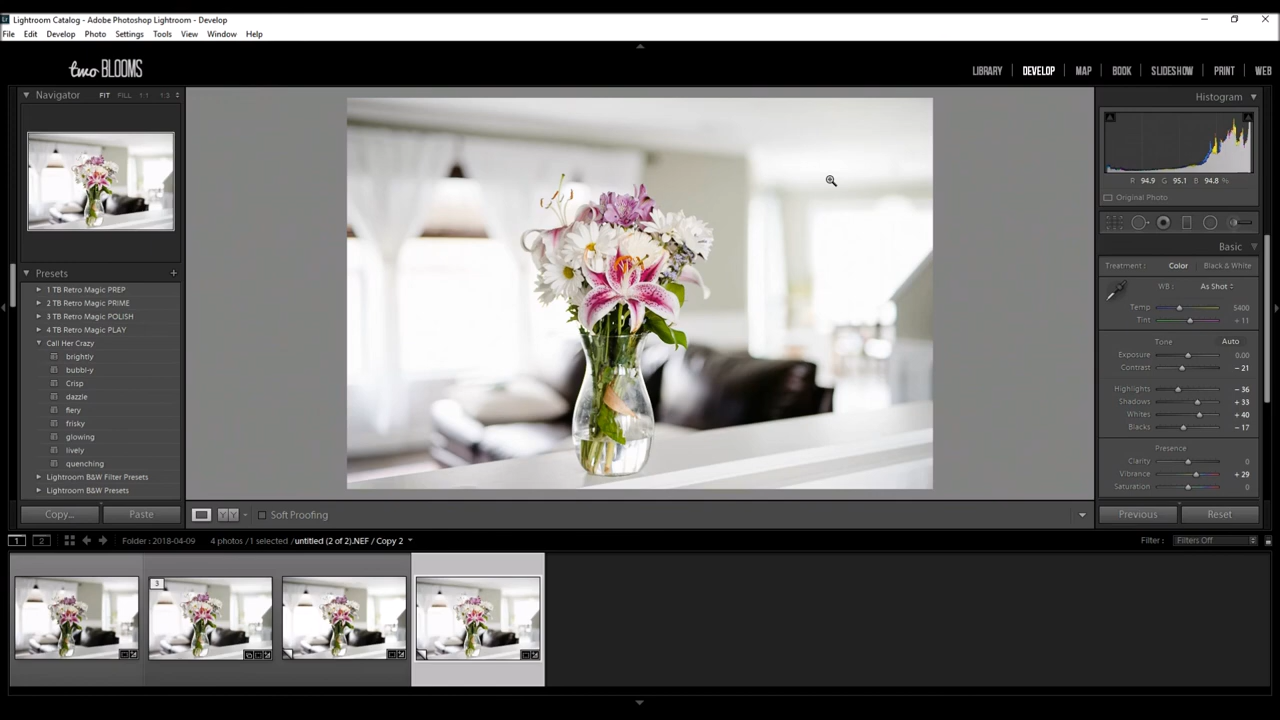 Lightroom Catalog - Adobe Photoshop Lightroom - Develop
File Edit Develop Photo Settings Tools View Window Help
two BLOOMS
LIBRARY DEVELOP MAP BOOK SLIDESHOW PRINT WEB
Navigator FIT FILL 1:1 1:3
Presets
1 TB Retro Magic PREP
2 TB Retro Magic PRIME
3 TB Retro Magic POLISH
4 TB Retro Magic PLAY
Call Her Crazy
brightly
bubbl-y
Crisp
dazzle
fiery
frisky
glowing
lively
quenching
Lightroom B&W Filter Presets
Lightroom B&W Presets
Copy... Paste
Soft Proofing
Histogram
R 94.9 G 95.1 B 94.8 %
Original Photo
Basic
Treatment: Color Black & White
WB: As Shot
Temp 5400
Tint + 11
Tone Auto
Exposure 0.00
Contrast - 21
Highlights - 36
Shadows + 33
Whites + 40
Blacks - 17
Presence
Clarity 0
Vibrance + 29
Saturation 0
Previous Reset
1 2 Folder : 2018-04-09 4 photos / 1 selected / untitled (2 of 2).NEF / Copy 2 Filter : Filters Off
3